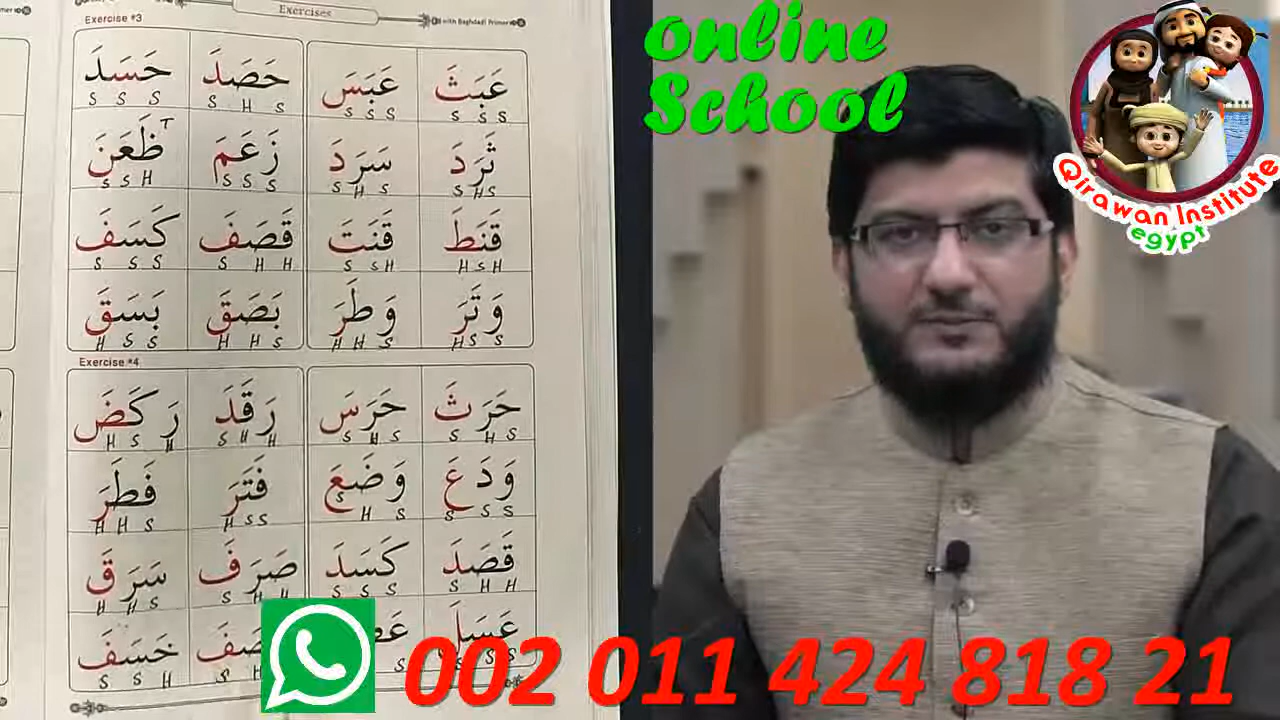 Exercises
with Baghdadi Primer
Exercise #3
عَبَثَ عَبَسَ حَصَدَ حَسَدَ
S S S S S S S H S S S S
ثَرَدَ سَرَدَ زَعَمَ ظَعَنَ T
S H S S H S S S S S S H
قَنَطَ قَنَتَ قَصَفَ كَسَفَ
H S H S S H S H H S S S
وَتَرَ وَطَرَ بَصَقَ بَسَقَ
H S S H H S H H S H S S
Exercise #4
حَرَثَ حَرَسَ رَقَدَ رَكَضَ
S H S S H S S H H H S H
وَدَعَ وَضَعَ فَتَرَ فَطَرَ
S S S S H S H S S H H S
قَصَدَ كَسَدَ صَرَفَ سَرَقَ
S H H S S S S H H H H S
عَسَلَ خَسَفَ
S S H
online
School
Qirawan Institute
egypt
002 011 424 818 21